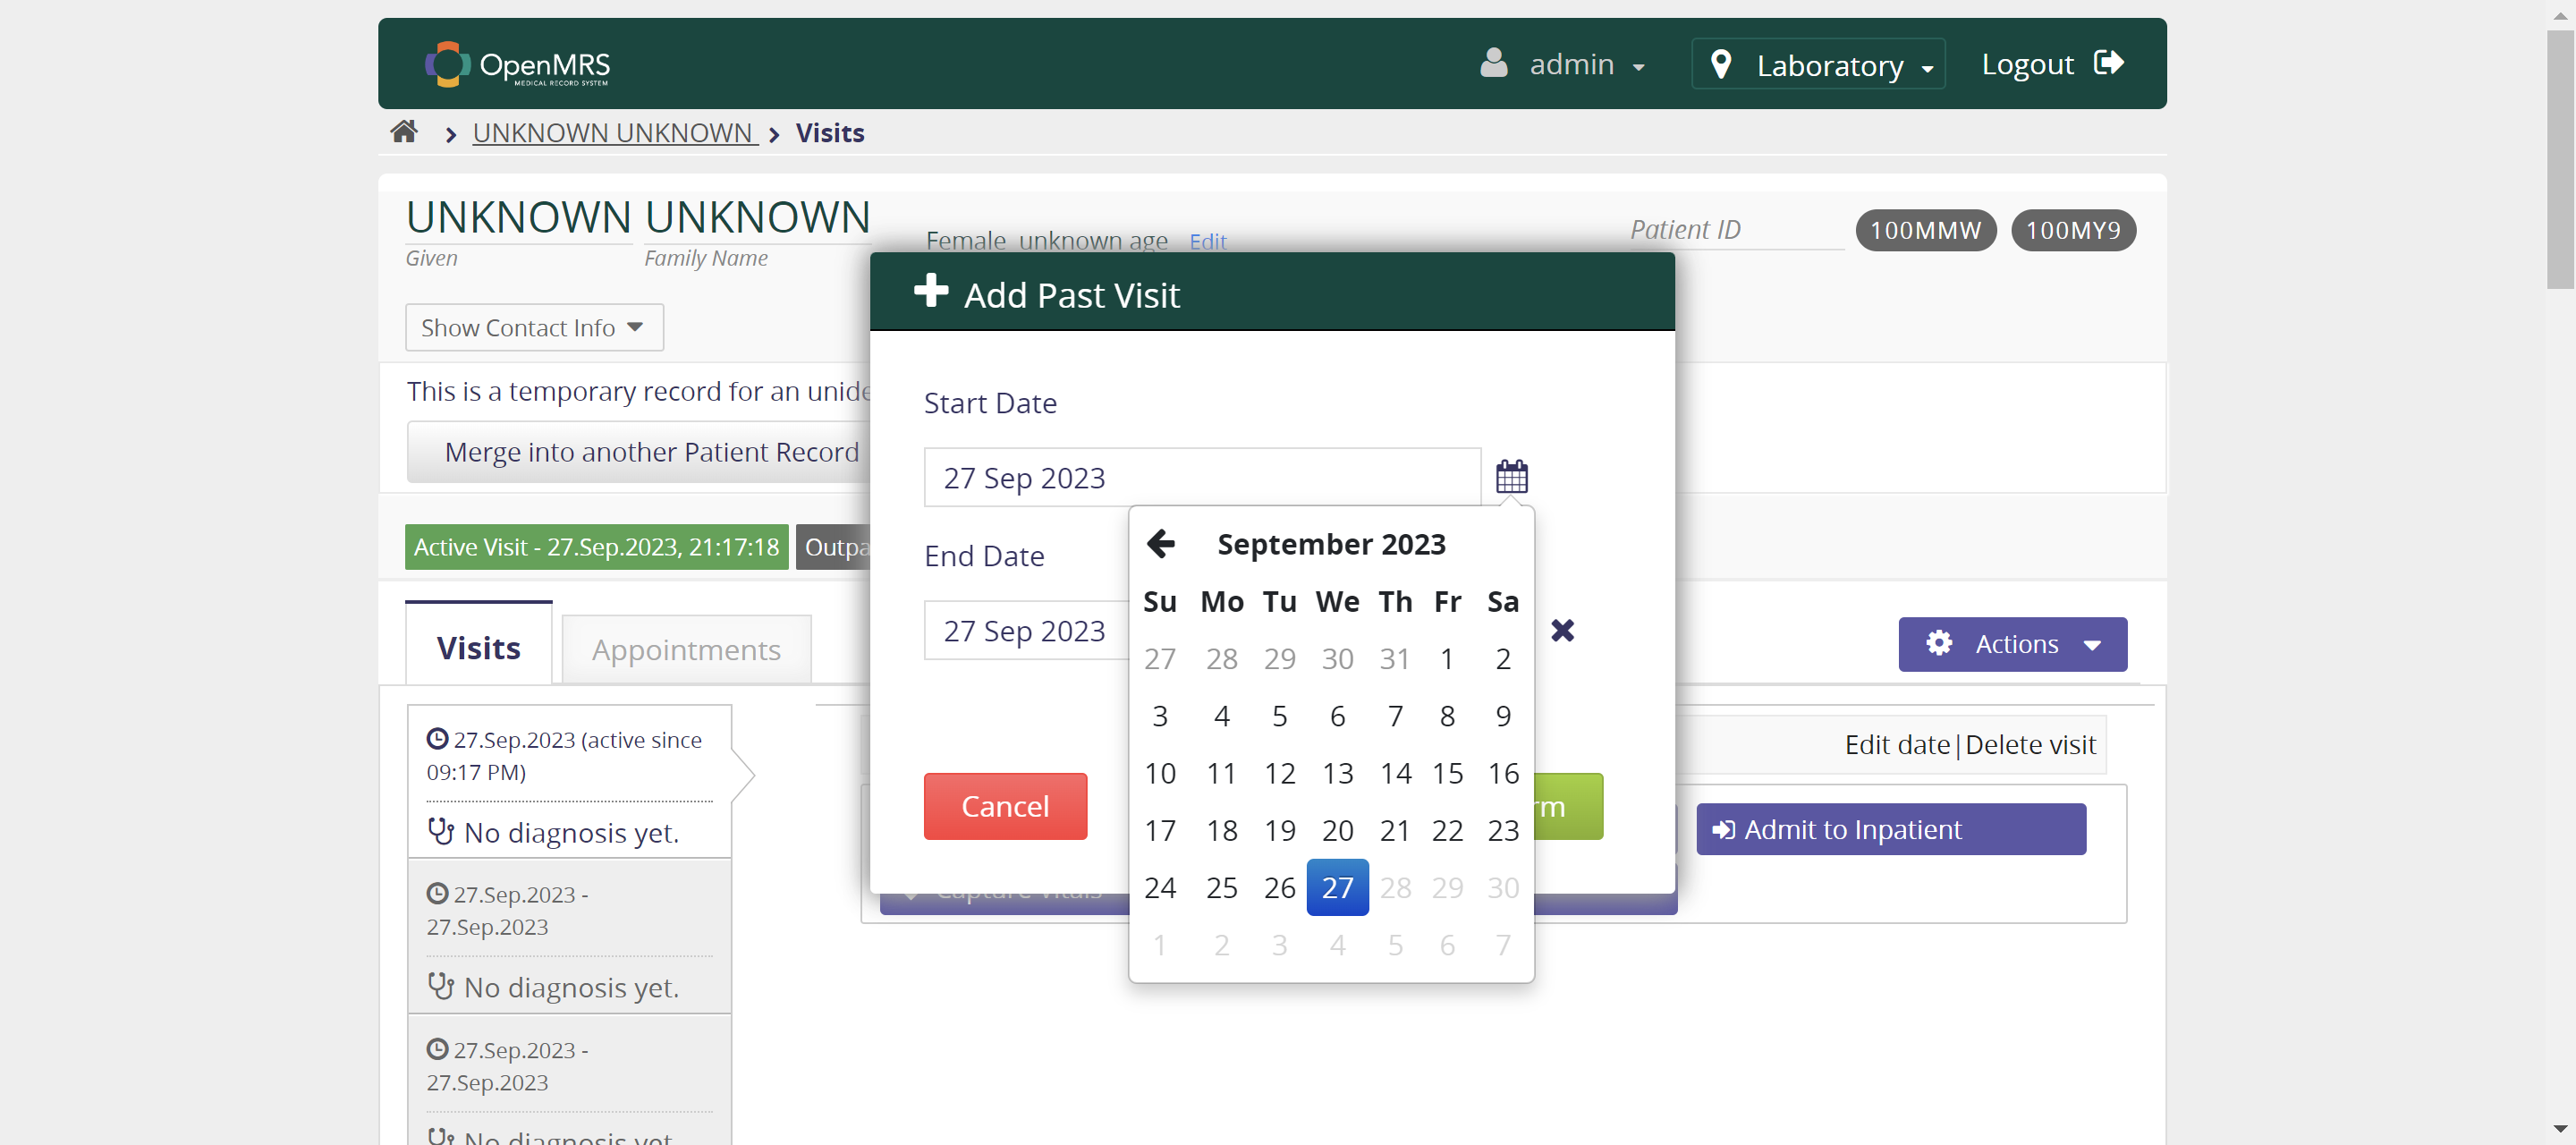 OpenMRS
MEDICAL RECORD SYSTEM
admin
Laboratory
Logout
UNKNOWN UNKNOWN
Visits
UNKNOWN UNKNOWN
Given
Family Name
Female unknown age Edit
Patient ID
100MMW
100MY9
Show Contact Info
This is a temporary record for an unide
Merge into another Patient Record
Active Visit - 27.Sep.2023, 21:17:18
Outpa
Visits
Appointments
Actions
27.Sep.2023 (active since
09:17 PM)
No diagnosis yet.
27.Sep.2023 -
27.Sep.2023
No diagnosis yet.
27.Sep.2023 -
27.Sep.2023
No diagnosis yet
Add Past Visit
Start Date
27 Sep 2023
End Date
27 Sep 2023
September 2023
Su Mo Tu We Th Fr Sa
27 28 29 30 31 1 2
3 4 5 6 7 8 9
10 11 12 13 14 15 16
17 18 19 20 21 22 23
24 25 26 27 28 29 30
1 2 3 4 5 6 7
Cancel
rm
Edit date|Delete visit
Admit to Inpatient
Capture Vitals